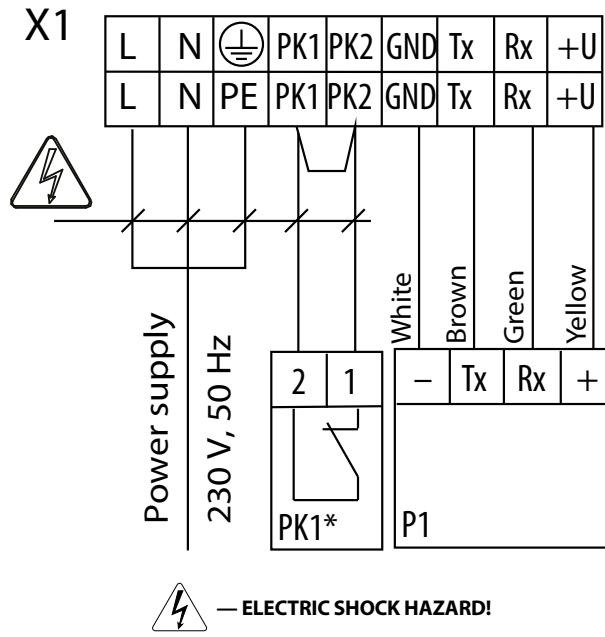 X1
L N PK1 PK2 GND Tx Rx +U
L N PE PK1 PK2 GND Tx Rx +U
Power supply
230 V, 50 Hz
White
Brown
Green
Yellow
2 1
PK1*
– Tx Rx +
P1
— ELECTRIC SHOCK HAZARD!